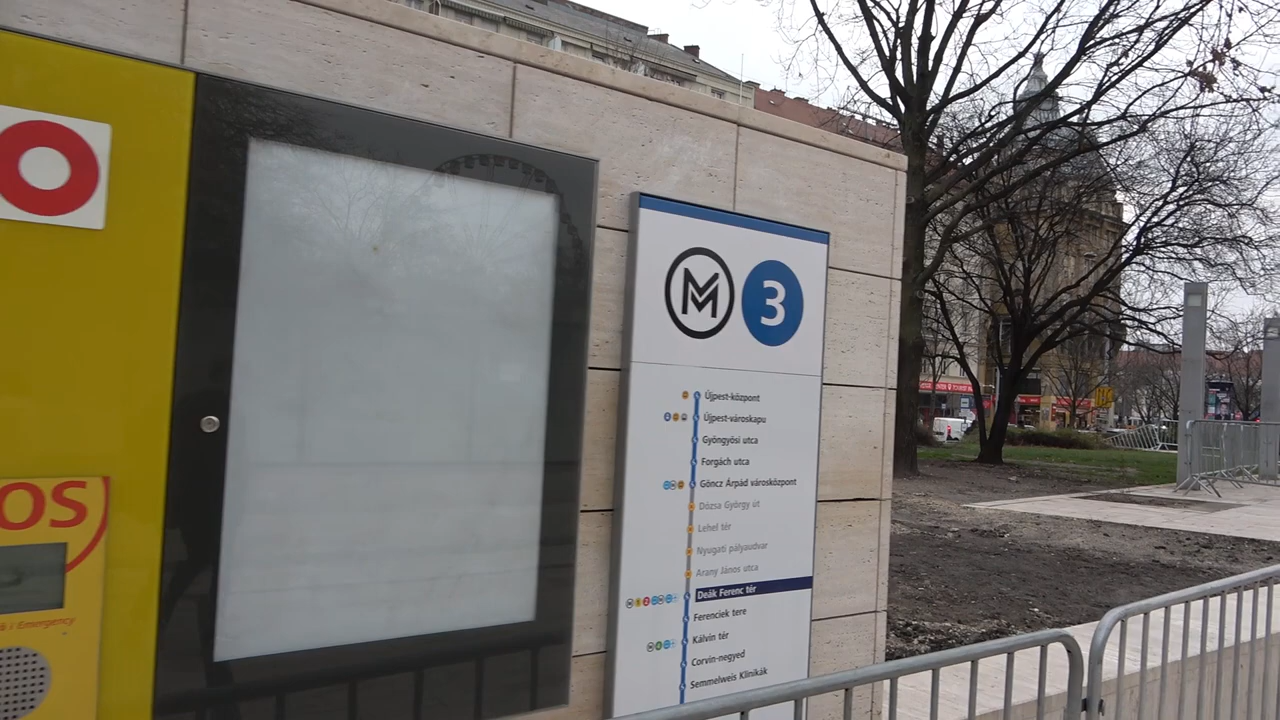 OS
i Emergency
M 3
Újpest-központ
Újpest-városkapu
Gyöngyösi utca
Forgách utca
Göncz Árpád városközpont
Dózsa György út
Lehel tér
Nyugati pályaudvar
Arany János utca
Deák Ferenc tér
Ferenciek tere
Kálvin tér
Corvin-negyed
Semmelweis Klinikák